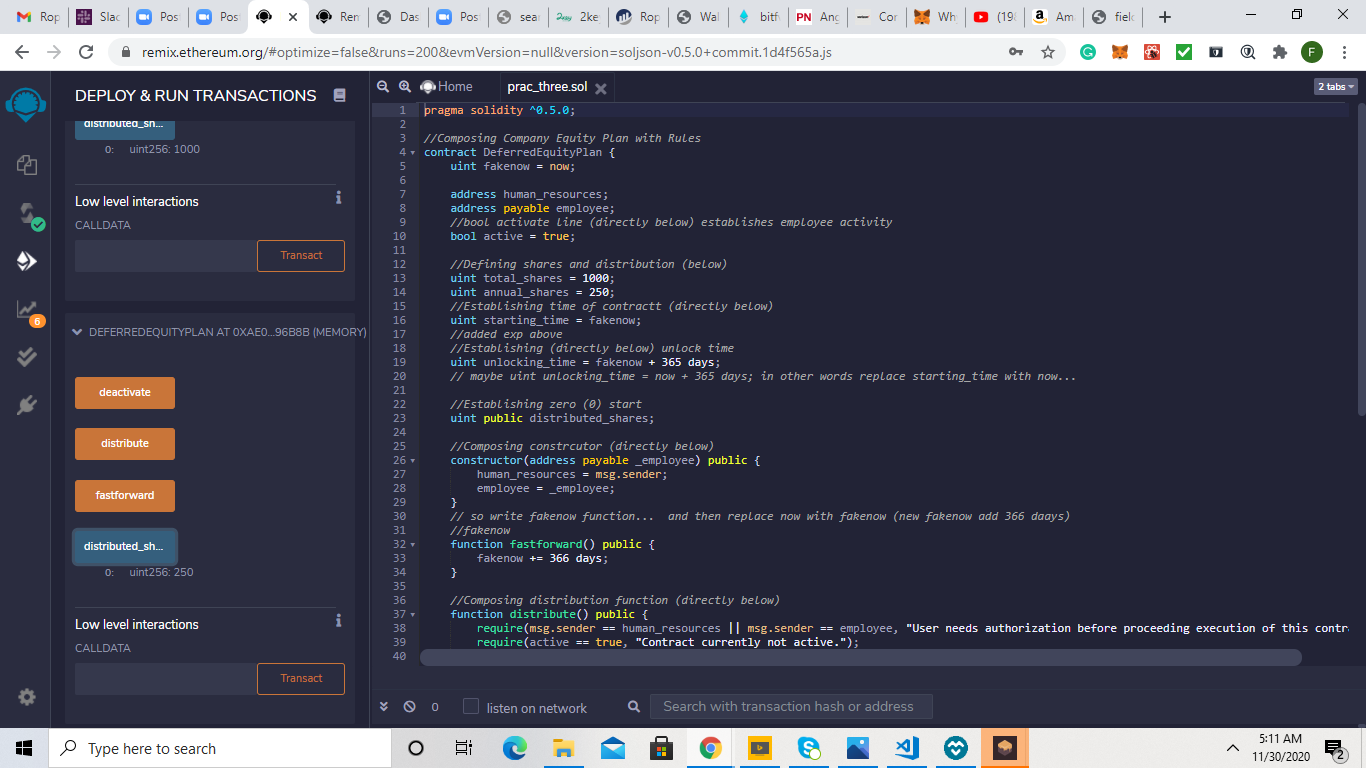 Rop
Slac
Pos
Pos
Ren
Das
Pos
sear
2key
2ke
Rop
Wal
bitf
PN
Ang
Cor
Why
(19
Am
fielc
remix.ethereum.org/#optimize=false&runs=200&evmVersion=null&version=soljson-v0.5.0+commit.1d4f565a.js
F
DEPLOY & RUN TRANSACTIONS
distributed_sh...
0: uint256: 1000
Low level interactions
CALLDATA
Transact
6
DEFERREDEQUITYPLAN AT 0XAE0...96B8B (MEMORY)
deactivate
distribute
fastforward
distributed_sh...
0: uint256: 250
Low level interactions
CALLDATA
Transact
Home
prac_three.sol
2 tabs
1 pragma solidity ^0.5.0;
2
3 //Composing Company Equity Plan with Rules
4 contract DeferredEquityPlan {
5 uint fakenow = now;
6
7 address human_resources;
8 address payable employee;
9 //bool activate line (directly below) establishes employee activity
10 bool active = true;
11
12 //Defining shares and distribution (below)
13 uint total_shares = 1000;
14 uint annual_shares = 250;
15 //Establishing time of contractt (directly below)
16 uint starting_time = fakenow;
17 //added exp above
18 //Establishing (directly below) unlock time
19 uint unlocking_time = fakenow + 365 days;
20 // maybe uint unlocking_time = now + 365 days; in other words replace starting_time with now...
21
22 //Establishing zero (0) start
23 uint public distributed_shares;
24
25 //Composing constrcutor (directly below)
26 constructor(address payable _employee) public {
27 human_resources = msg.sender;
28 employee = _employee;
29 }
30 // so write fakenow function... and then replace now with fakenow (new fakenow add 366 daays)
31 //fakenow
32 function fastforward() public {
33 fakenow += 366 days;
34 }
35
36 //Composing distribution function (directly below)
37 function distribute() public {
38 require(msg.sender == human_resources || msg.sender == employee, "User needs authorization before proceeding execution of this contr
39 require(active == true, "Contract currently not active.");
40
0
listen on network
Search with transaction hash or address
Type here to search
5:11 AM
11/30/2020
2